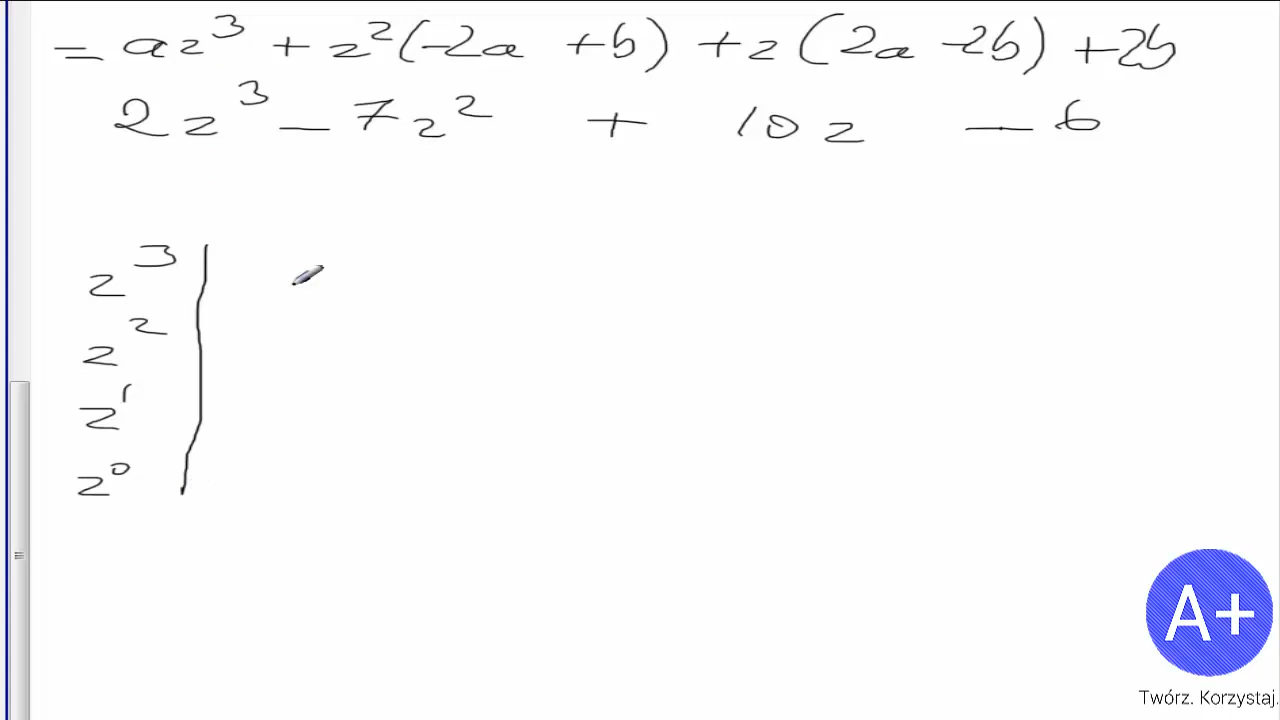 = az³ + z²(-2a + b) + z(2a - 2b) + 2b
2z³ - 7z² + 10z - 6
z³
z²
z¹
z⁰
A+
Twórz. Korzystaj.